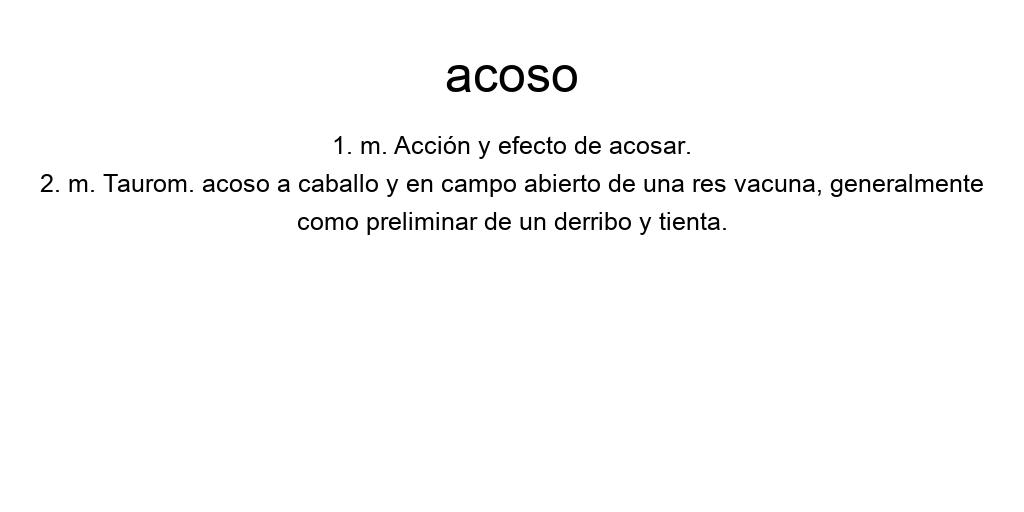 acoso
1. m. Acción y efecto de acosar.
2. m. Taurom. acoso a caballo y en campo abierto de una res vacuna, generalmente
como preliminar de un derribo y tienta.